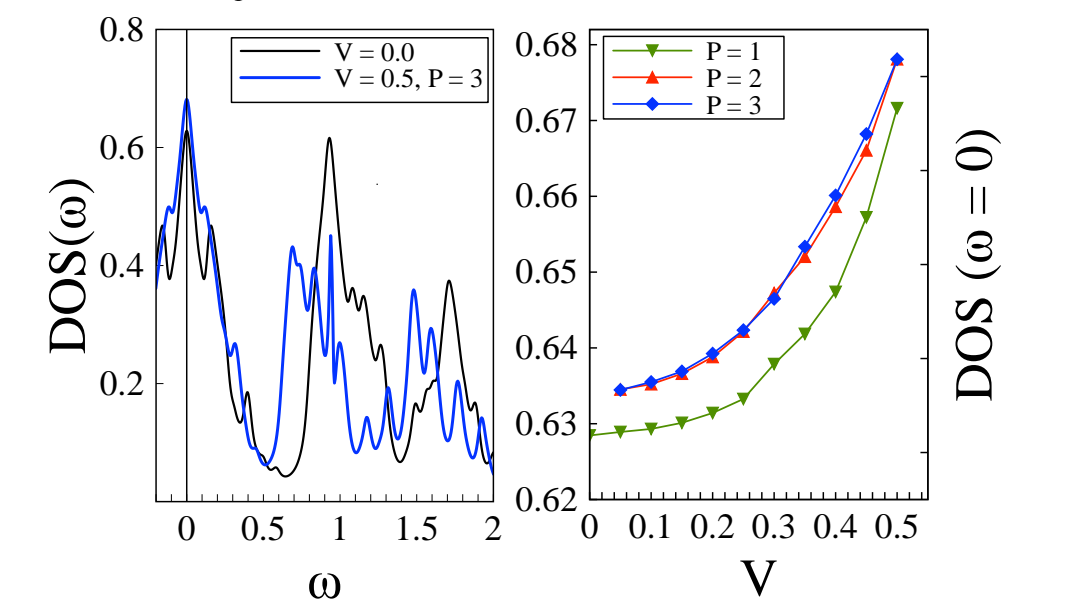 0.8
0.6
0.4
0.2
DOS(ω)
V = 0.0
V = 0.5, P = 3
0 0.5 1 1.5 2
ω
0.68
0.67
0.66
0.65
0.64
0.63
0.62
P = 1
P = 2
P = 3
0 0.1 0.2 0.3 0.4 0.5
V
DOS (ω = 0)